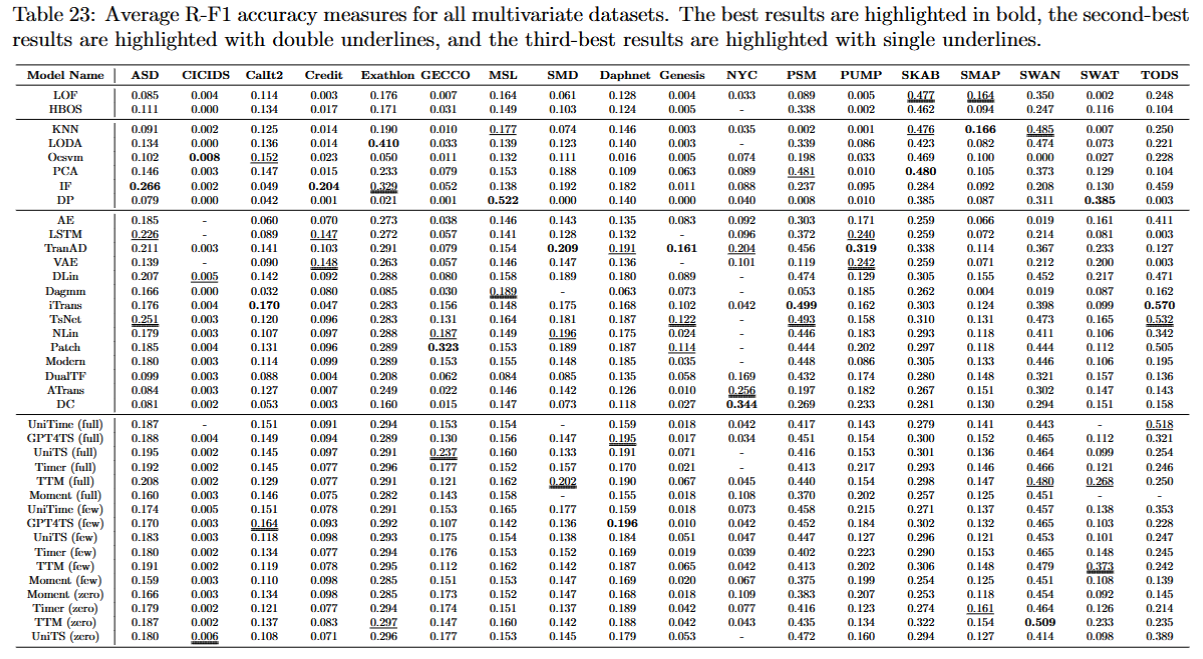 Table 23: Average R-F1 accuracy measures for all multivariate datasets. The best results are highlighted in bold, the second-best
results are highlighted with double underlines, and the third-best results are highlighted with single underlines.
Model Name ASD CICIDS CalIt2 Credit Exathlon GECCO MSL SMD Daphnet Genesis NYC PSM PUMP SKAB SMAP SWAN SWAT TODS
LOF 0.085 0.004 0.114 0.003 0.176 0.007 0.164 0.061 0.128 0.004 0.033 0.089 0.005 0.477 0.164 0.350 0.002 0.248
HBOS 0.111 0.000 0.134 0.017 0.171 0.031 0.149 0.103 0.124 0.005 - 0.338 0.002 0.462 0.094 0.247 0.116 0.104
KNN 0.091 0.002 0.125 0.014 0.190 0.010 0.177 0.074 0.146 0.003 0.035 0.002 0.001 0.476 0.166 0.485 0.007 0.250
LODA 0.134 0.000 0.136 0.014 0.410 0.033 0.139 0.123 0.140 0.003 - 0.339 0.086 0.423 0.082 0.474 0.073 0.221
Ocsvm 0.102 0.008 0.152 0.023 0.050 0.011 0.132 0.111 0.016 0.005 0.074 0.198 0.033 0.469 0.100 0.000 0.027 0.228
PCA 0.146 0.003 0.147 0.015 0.233 0.079 0.153 0.188 0.109 0.063 0.089 0.481 0.010 0.480 0.105 0.373 0.129 0.104
IF 0.266 0.002 0.049 0.204 0.329 0.052 0.138 0.192 0.182 0.011 0.088 0.237 0.095 0.284 0.092 0.208 0.130 0.459
DP 0.079 0.000 0.042 0.001 0.021 0.001 0.522 0.000 0.140 0.000 0.040 0.008 0.010 0.385 0.087 0.311 0.385 0.003
AE 0.185 - 0.060 0.070 0.273 0.038 0.146 0.143 0.135 0.083 0.092 0.303 0.171 0.259 0.066 0.019 0.161 0.411
LSTM 0.226 - 0.089 0.147 0.272 0.057 0.141 0.128 0.132 - 0.096 0.372 0.240 0.259 0.072 0.214 0.081 0.003
TranAD 0.211 0.003 0.141 0.103 0.291 0.079 0.154 0.209 0.191 0.161 0.204 0.456 0.319 0.338 0.114 0.367 0.233 0.127
VAE 0.139 - 0.090 0.148 0.263 0.057 0.146 0.147 0.136 - 0.101 0.119 0.242 0.259 0.071 0.212 0.200 0.003
DLin 0.207 0.005 0.142 0.092 0.288 0.080 0.158 0.189 0.180 0.089 - 0.474 0.129 0.305 0.155 0.452 0.217 0.471
Dagmm 0.166 0.000 0.032 0.080 0.085 0.030 0.189 - 0.063 0.073 - 0.053 0.185 0.262 0.004 0.019 0.087 0.162
iTrans 0.176 0.004 0.170 0.047 0.283 0.156 0.148 0.175 0.168 0.102 0.042 0.499 0.162 0.303 0.124 0.398 0.099 0.570
TsNet 0.251 0.003 0.120 0.096 0.283 0.131 0.164 0.181 0.187 0.122 - 0.493 0.158 0.310 0.131 0.473 0.165 0.532
NLin 0.179 0.003 0.107 0.097 0.288 0.187 0.149 0.196 0.175 0.024 - 0.446 0.183 0.293 0.118 0.411 0.106 0.342
Patch 0.185 0.004 0.131 0.096 0.289 0.323 0.153 0.189 0.187 0.114 - 0.444 0.202 0.297 0.118 0.444 0.112 0.505
Modern 0.180 0.003 0.114 0.099 0.289 0.153 0.155 0.148 0.185 0.035 - 0.448 0.086 0.305 0.133 0.446 0.106 0.195
DualTF 0.099 0.003 0.088 0.004 0.208 0.062 0.084 0.085 0.135 0.058 0.169 0.432 0.174 0.280 0.148 0.321 0.157 0.136
ATrans 0.084 0.003 0.127 0.007 0.249 0.022 0.146 0.142 0.126 0.010 0.256 0.197 0.182 0.267 0.151 0.302 0.147 0.143
DC 0.081 0.002 0.053 0.003 0.160 0.015 0.147 0.073 0.118 0.027 0.344 0.269 0.233 0.281 0.130 0.294 0.151 0.158
UniTime (full) 0.187 - 0.151 0.091 0.294 0.153 0.154 - 0.159 0.018 0.042 0.417 0.143 0.279 0.141 0.443 - 0.518
GPT4TS (full) 0.188 0.004 0.149 0.094 0.289 0.130 0.156 0.147 0.195 0.017 0.034 0.451 0.154 0.300 0.152 0.465 0.112 0.321
UniTS (full) 0.195 0.002 0.145 0.097 0.291 0.237 0.160 0.133 0.191 0.071 - 0.416 0.153 0.301 0.136 0.464 0.099 0.254
Timer (full) 0.192 0.002 0.145 0.077 0.296 0.177 0.152 0.157 0.170 0.021 - 0.413 0.217 0.293 0.146 0.466 0.121 0.246
TTM (full) 0.208 0.002 0.129 0.077 0.291 0.121 0.162 0.202 0.190 0.067 0.045 0.440 0.154 0.298 0.147 0.480 0.268 0.250
Moment (full) 0.160 0.003 0.146 0.075 0.282 0.143 0.158 - 0.155 0.018 0.108 0.370 0.202 0.257 0.125 0.451 - -
UniTime (few) 0.174 0.005 0.151 0.078 0.291 0.153 0.165 0.177 0.159 0.018 0.073 0.458 0.215 0.271 0.137 0.457 0.138 0.353
GPT4TS (few) 0.170 0.003 0.164 0.093 0.292 0.107 0.142 0.136 0.196 0.010 0.042 0.452 0.184 0.302 0.132 0.465 0.103 0.228
UniTS (few) 0.183 0.003 0.118 0.098 0.293 0.175 0.154 0.138 0.184 0.051 0.047 0.447 0.127 0.296 0.121 0.453 0.101 0.247
Timer (few) 0.180 0.002 0.134 0.077 0.294 0.176 0.153 0.152 0.169 0.019 0.039 0.402 0.223 0.290 0.153 0.465 0.148 0.245
TTM (few) 0.191 0.002 0.119 0.078 0.295 0.112 0.162 0.142 0.187 0.065 0.042 0.413 0.202 0.306 0.148 0.479 0.373 0.242
Moment (few) 0.159 0.003 0.110 0.098 0.285 0.151 0.153 0.147 0.169 0.020 0.067 0.375 0.199 0.254 0.125 0.451 0.108 0.139
Moment (zero) 0.166 0.003 0.134 0.098 0.285 0.173 0.152 0.147 0.168 0.018 0.109 0.383 0.207 0.253 0.118 0.454 0.092 0.145
Timer (zero) 0.179 0.002 0.121 0.077 0.294 0.174 0.151 0.137 0.189 0.042 0.077 0.416 0.123 0.274 0.161 0.464 0.126 0.214
TTM (zero) 0.187 0.002 0.137 0.083 0.297 0.147 0.160 0.142 0.188 0.042 0.043 0.435 0.134 0.322 0.154 0.509 0.233 0.235
UniTS (zero) 0.180 0.006 0.108 0.071 0.296 0.177 0.153 0.145 0.179 0.053 - 0.472 0.160 0.294 0.127 0.414 0.098 0.389